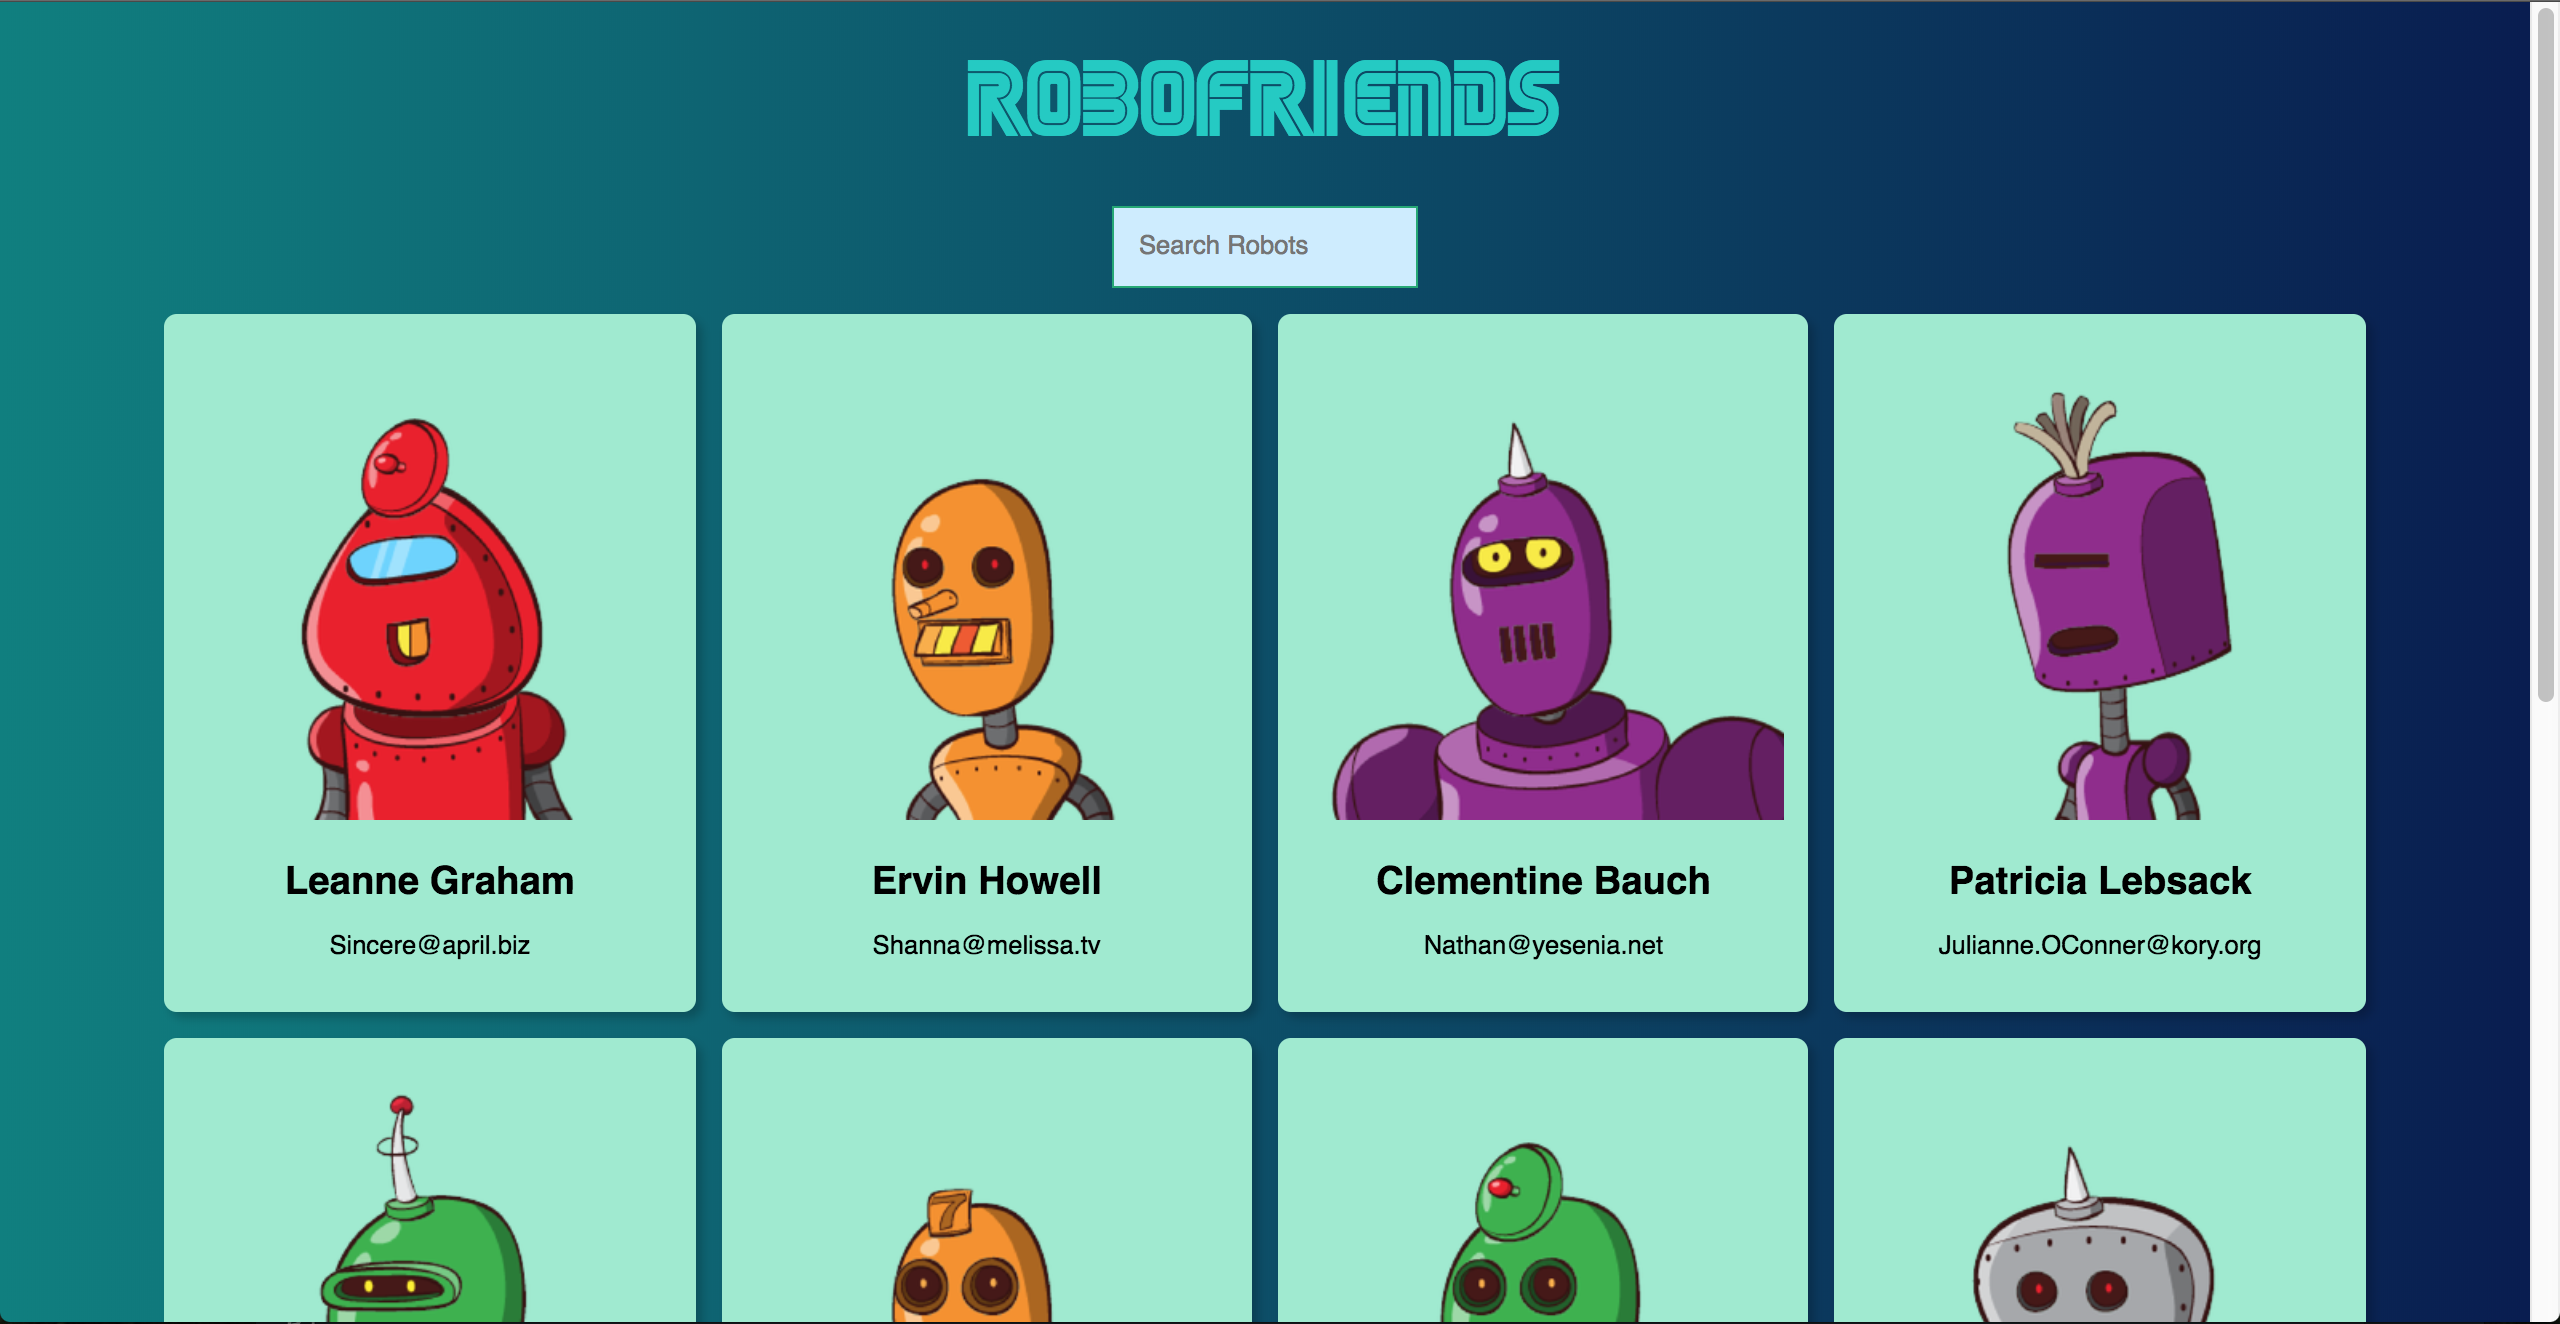 ROBOFRIENDS
Search Robots
Leanne Graham
Ervin Howell
Clementine Bauch
Patricia Lebsack
Sincere@april.biz
Shanna@melissa.tv
Nathan@yesenia.net
Julianne.OConner@kory.org
7